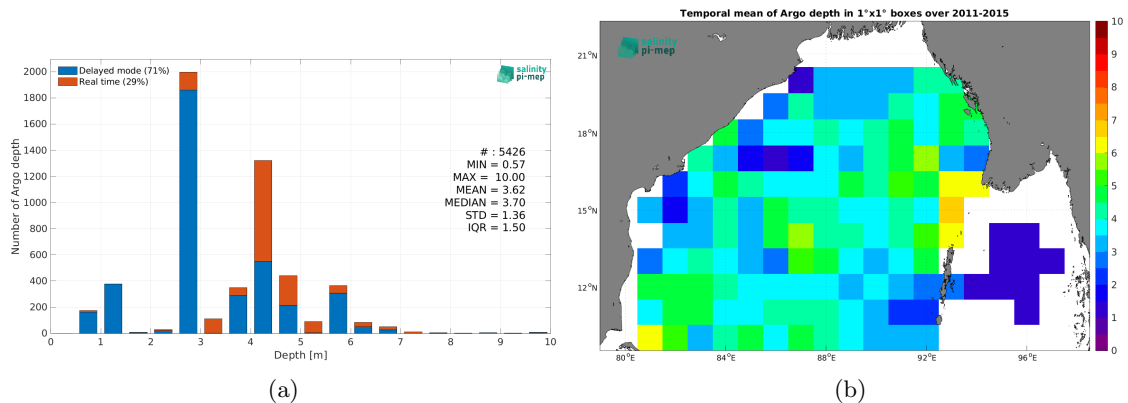 salinity
pi-mep
Delayed mode (71%)
Real time (29%)
# : 5426
MIN = 0.57
MAX = 10.00
MEAN = 3.62
MEDIAN = 3.70
STD = 1.36
IQR = 1.50
Number of Argo depth
2000
1800
1600
1400
1200
1000
800
600
400
200
0
0 1 2 3 4 5 6 7 8 9 10
Depth [m]
(a)
Temporal mean of Argo depth in 1°x1° boxes over 2011-2015
salinity
pi-mep
21°N
18°N
15°N
12°N
80°E 84°E 88°E 92°E 96°E
10
9
8
7
6
5
4
3
2
1
0
(b)